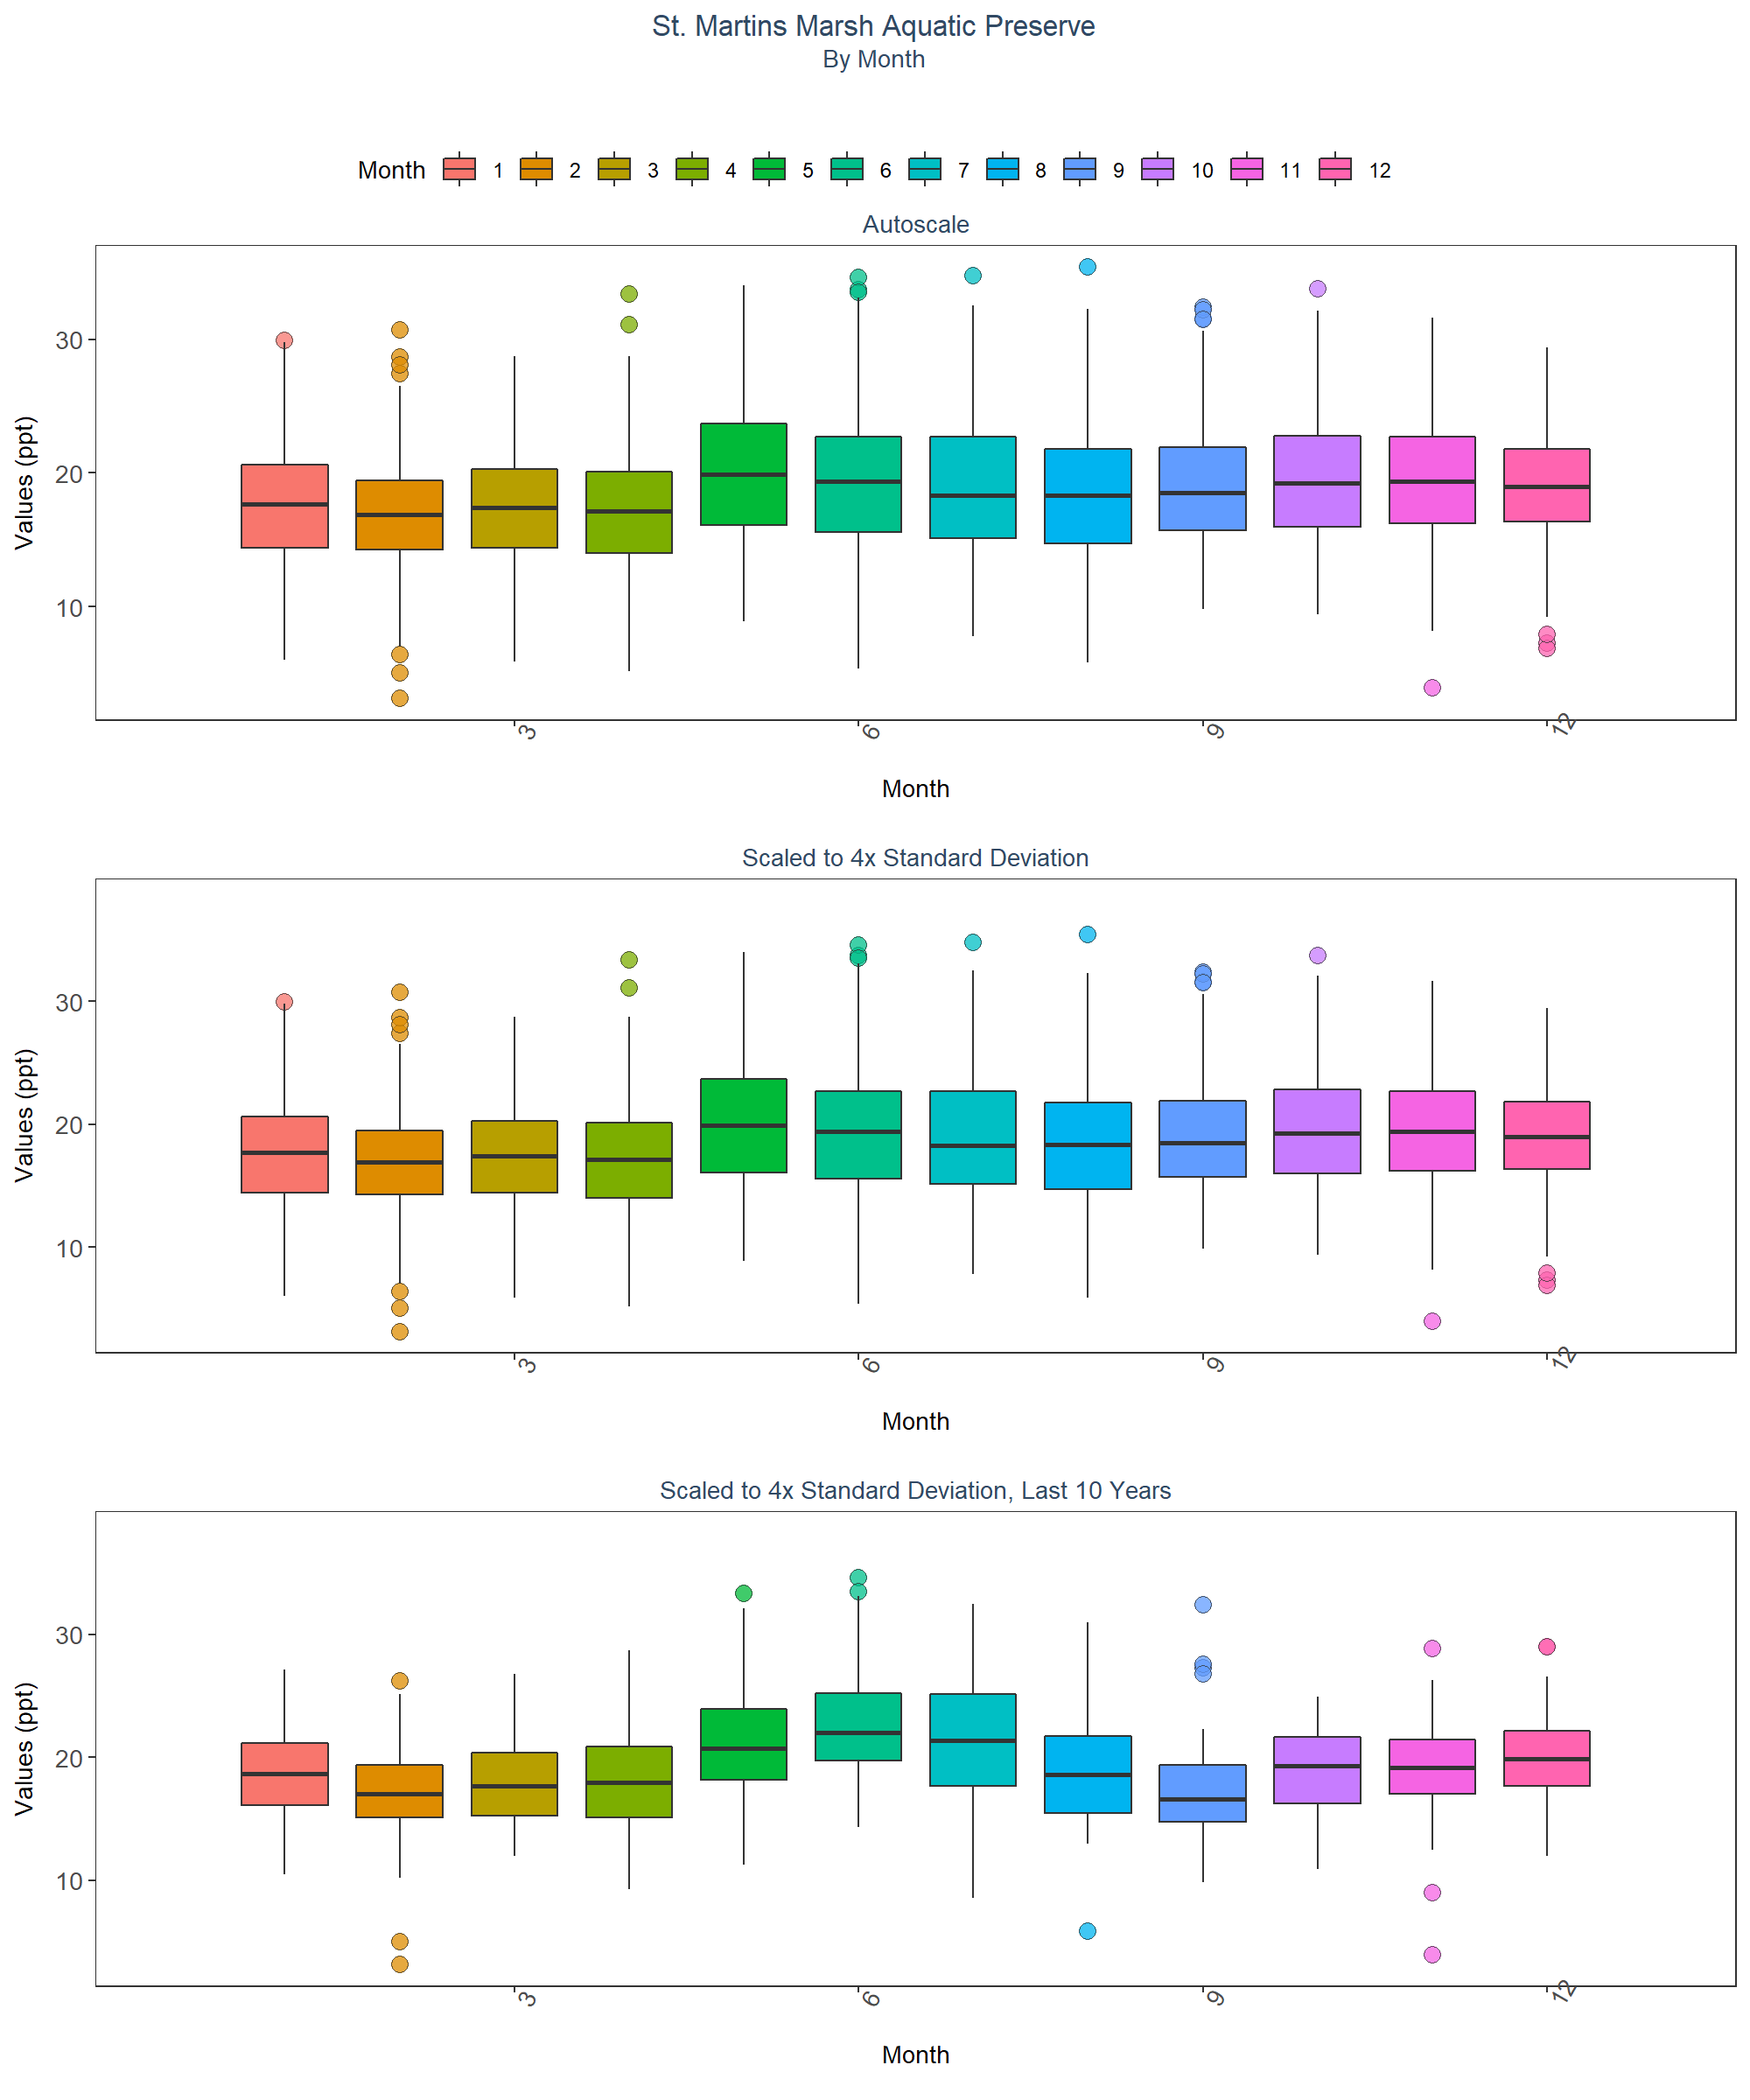 St. Martins Marsh Aquatic Preserve
By Month
Month 1 2 3 4 5 6 7 8 9 10 11 12
Autoscale
Values (ppt)
30
20
10
3 6 9 12
Month
Scaled to 4x Standard Deviation
Values (ppt)
30
20
10
3 6 9 12
Month
Scaled to 4x Standard Deviation, Last 10 Years
Values (ppt)
30
20
10
3 6 9 12
Month